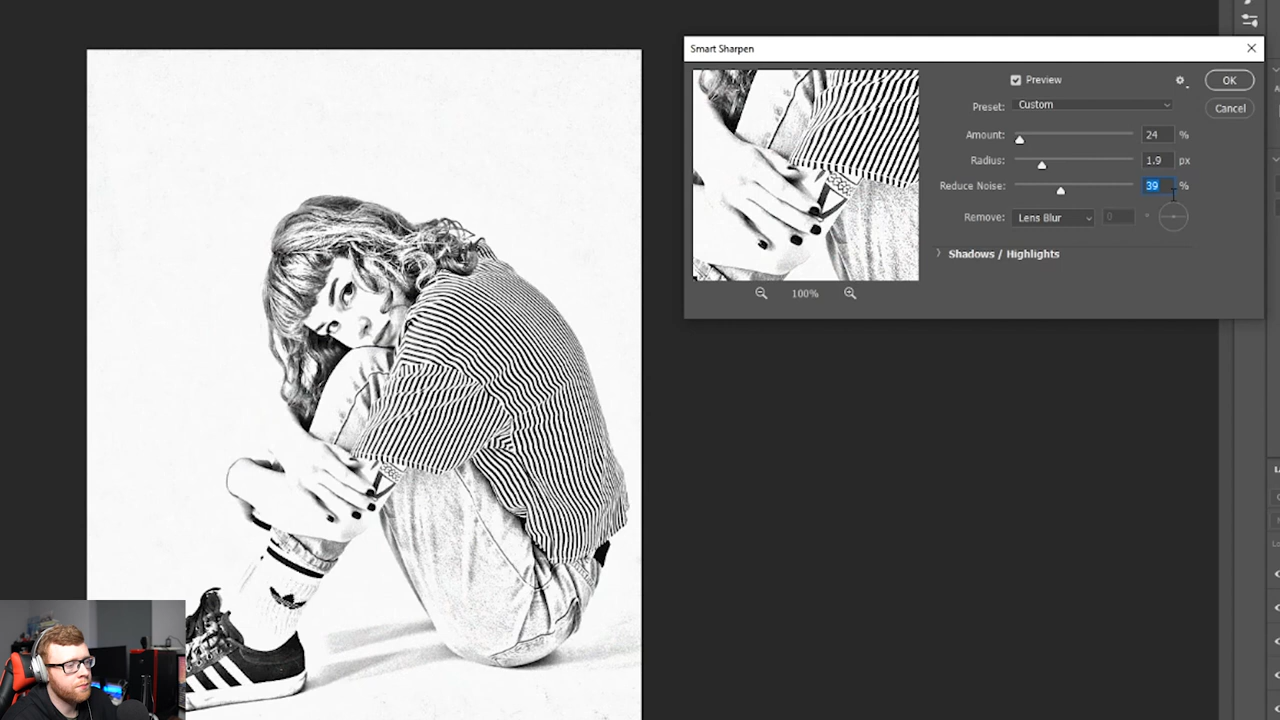 Smart Sharpen
Preview
OK
Preset: Custom
Cancel
Amount: 24 %
Radius: 1.9 px
Reduce Noise: 39 %
Remove: Lens Blur 0 °
Shadows / Highlights
100%